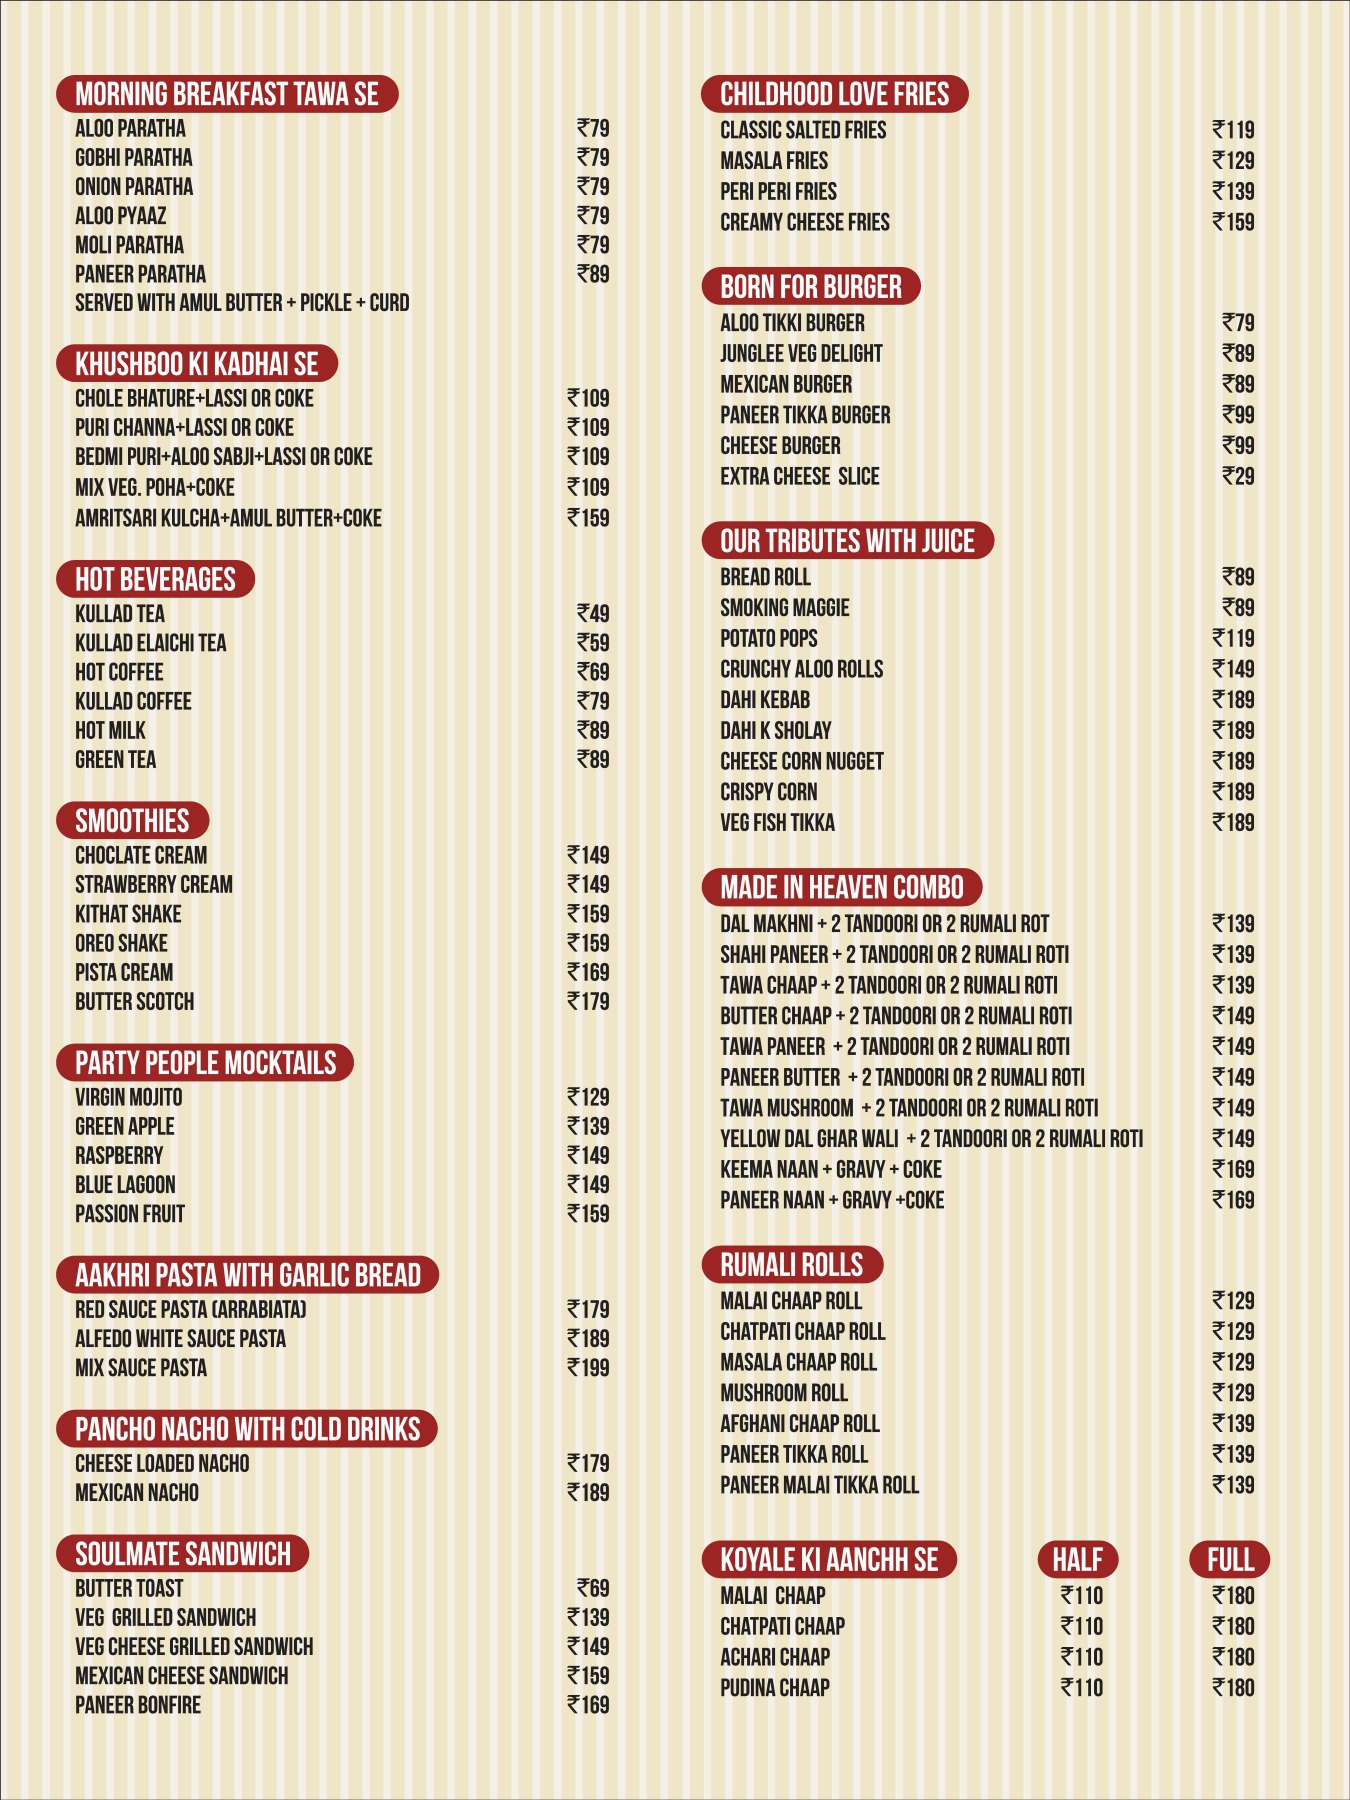 MORNING BREAKFAST TAWA SE
ALOO PARATHA ₹79
GOBHI PARATHA ₹79
ONION PARATHA ₹79
ALOO PYAAZ ₹79
MOLI PARATHA ₹79
PANEER PARATHA ₹89
SERVED WITH AMUL BUTTER + PICKLE + CURD
KHUSHBOO KI KADHAI SE
CHOLE BHATURE+LASSI OR COKE ₹109
PURI CHANNA+LASSI OR COKE ₹109
BEDMI PURI+ALOO SABJI+LASSI OR COKE ₹109
MIX VEG. POHA+COKE ₹109
AMRITSARI KULCHA+AMUL BUTTER+COKE ₹159
HOT BEVERAGES
KULLAD TEA ₹49
KULLAD ELAICHI TEA ₹59
HOT COFFEE ₹69
KULLAD COFFEE ₹79
HOT MILK ₹89
GREEN TEA ₹89
SMOOTHIES
CHOCLATE CREAM ₹149
STRAWBERRY CREAM ₹149
KITHAT SHAKE ₹159
OREO SHAKE ₹159
PISTA CREAM ₹169
BUTTER SCOTCH ₹179
PARTY PEOPLE MOCKTAILS
VIRGIN MOJITO ₹129
GREEN APPLE ₹139
RASPBERRY ₹149
BLUE LAGOON ₹149
PASSION FRUIT ₹159
AAKHRI PASTA WITH GARLIC BREAD
RED SAUCE PASTA (ARRABIATA) ₹179
ALFEDO WHITE SAUCE PASTA ₹189
MIX SAUCE PASTA ₹199
PANCHO NACHO WITH COLD DRINKS
CHEESE LOADED NACHO ₹179
MEXICAN NACHO ₹189
SOULMATE SANDWICH
BUTTER TOAST ₹69
VEG GRILLED SANDWICH ₹139
VEG CHEESE GRILLED SANDWICH ₹149
MEXICAN CHEESE SANDWICH ₹159
PANEER BONFIRE ₹169
CHILDHOOD LOVE FRIES
CLASSIC SALTED FRIES ₹119
MASALA FRIES ₹129
PERI PERI FRIES ₹139
CREAMY CHEESE FRIES ₹159
BORN FOR BURGER
ALOO TIKKI BURGER ₹79
JUNGLEE VEG DELIGHT ₹89
MEXICAN BURGER ₹89
PANEER TIKKA BURGER ₹99
CHEESE BURGER ₹99
EXTRA CHEESE SLICE ₹29
OUR TRIBUTES WITH JUICE
BREAD ROLL ₹89
SMOKING MAGGIE ₹89
POTATO POPS ₹119
CRUNCHY ALOO ROLLS ₹149
DAHI KEBAB ₹189
DAHI K SHOLAY ₹189
CHEESE CORN NUGGET ₹189
CRISPY CORN ₹189
VEG FISH TIKKA ₹189
MADE IN HEAVEN COMBO
DAL MAKHNI + 2 TANDOORI OR 2 RUMALI ROT ₹139
SHAHI PANEER + 2 TANDOORI OR 2 RUMALI ROTI ₹139
TAWA CHAAP + 2 TANDOORI OR 2 RUMALI ROTI ₹139
BUTTER CHAAP + 2 TANDOORI OR 2 RUMALI ROTI ₹149
TAWA PANEER + 2 TANDOORI OR 2 RUMALI ROTI ₹149
PANEER BUTTER + 2 TANDOORI OR 2 RUMALI ROTI ₹149
TAWA MUSHROOM + 2 TANDOORI OR 2 RUMALI ROTI ₹149
YELLOW DAL GHAR WALI + 2 TANDOORI OR 2 RUMALI ROTI ₹149
KEEMA NAAN + GRAVY + COKE ₹169
PANEER NAAN + GRAVY +COKE ₹169
RUMALI ROLLS
MALAI CHAAP ROLL ₹129
CHATPATI CHAAP ROLL ₹129
MASALA CHAAP ROLL ₹129
MUSHROOM ROLL ₹129
AFGHANI CHAAP ROLL ₹139
PANEER TIKKA ROLL ₹139
PANEER MALAI TIKKA ROLL ₹139
KOYALE KI AANCHH SE HALF FULL
MALAI CHAAP ₹110 ₹180
CHATPATI CHAAP ₹110 ₹180
ACHARI CHAAP ₹110 ₹180
PUDINA CHAAP ₹110 ₹180